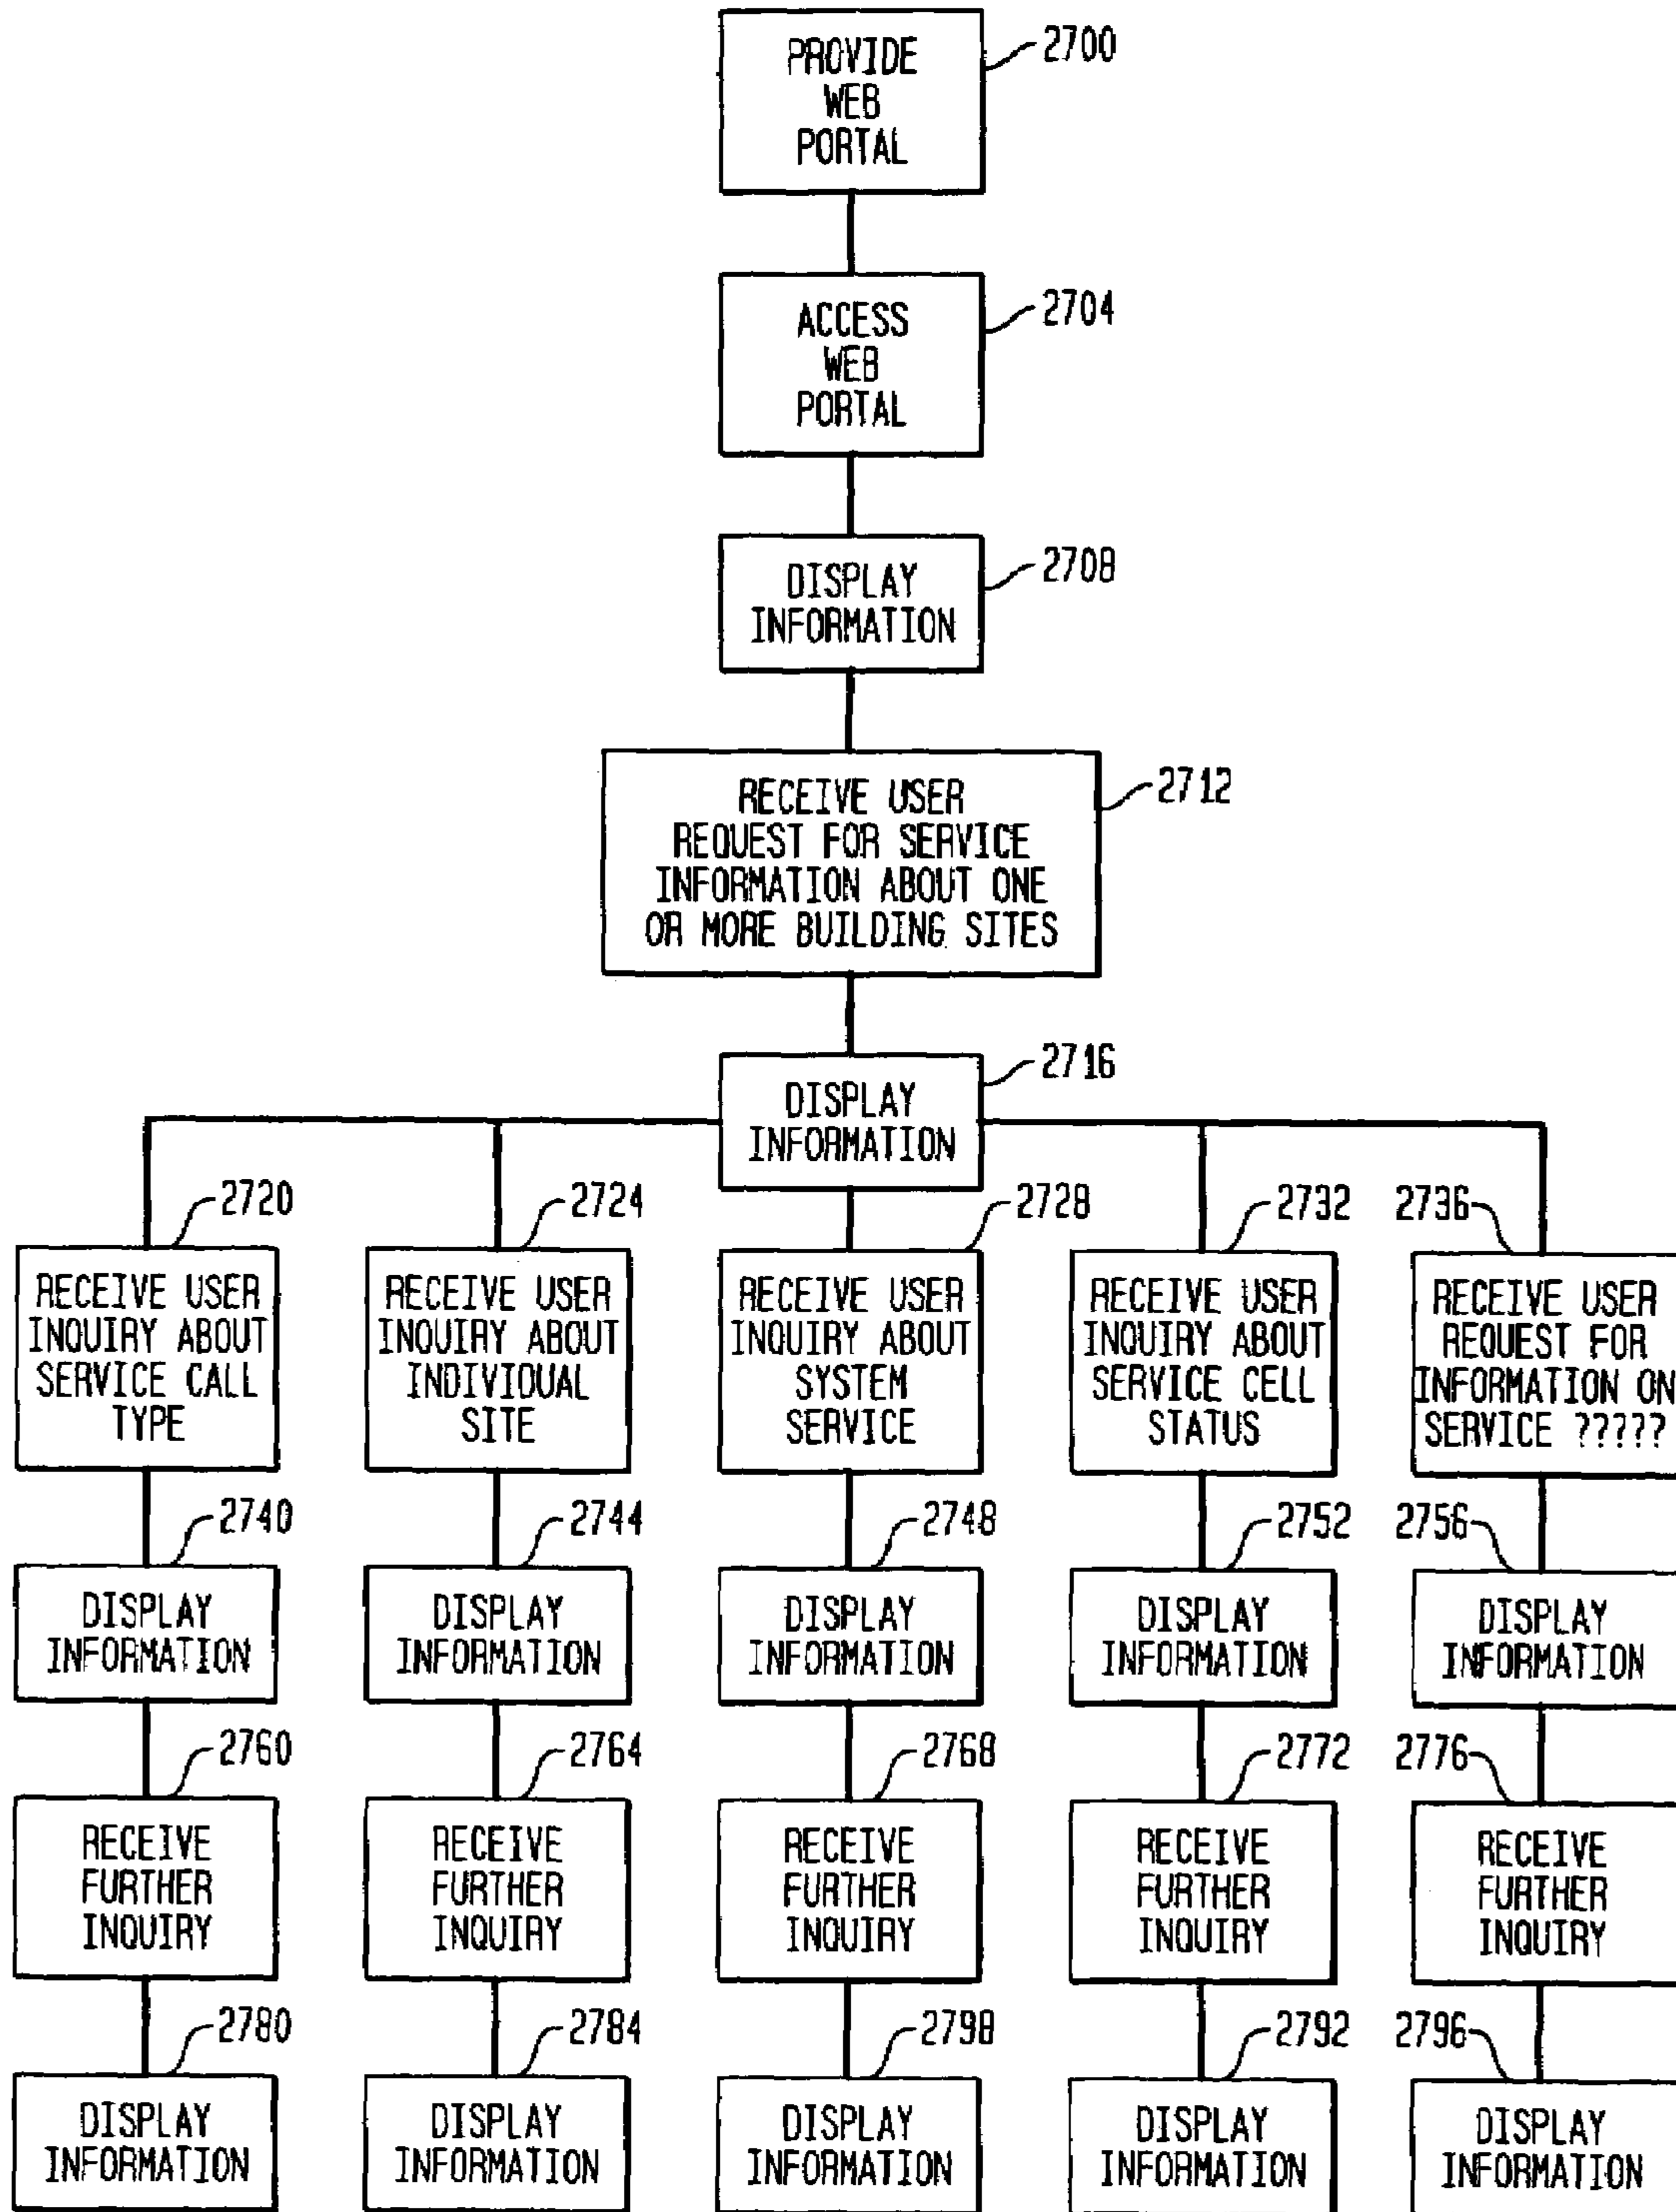 PROVIDE
WEB
PORTAL
2700
ACCESS
WEB
PORTAL
2704
DISPLAY
INFORMATION
2708
RECEIVE USER
REQUEST FOR SERVICE
INFORMATION ABOUT ONE
OR MORE BUILDING SITES
2712
DISPLAY
INFORMATION
2716
2720
RECEIVE USER
INQUIRY ABOUT
SERVICE CALL
TYPE
2724
RECEIVE USER
INQUIRY ABOUT
INDIVIDUAL
SITE
2728
RECEIVE USER
INQUIRY ABOUT
SYSTEM
SERVICE
2732
RECEIVE USER
INQUIRY ABOUT
SERVICE CELL
STATUS
2736
RECEIVE USER
REQUEST FOR
INFORMATION ON
SERVICE ?????
2740
DISPLAY
INFORMATION
2744
DISPLAY
INFORMATION
2748
DISPLAY
INFORMATION
2752
DISPLAY
INFORMATION
2756
DISPLAY
INFORMATION
2760
RECEIVE
FURTHER
INQUIRY
2764
RECEIVE
FURTHER
INQUIRY
2768
RECEIVE
FURTHER
INQUIRY
2772
RECEIVE
FURTHER
INQUIRY
2776
RECEIVE
FURTHER
INQUIRY
2780
DISPLAY
INFORMATION
2784
DISPLAY
INFORMATION
2798
DISPLAY
INFORMATION
2792
DISPLAY
INFORMATION
2796
DISPLAY
INFORMATION